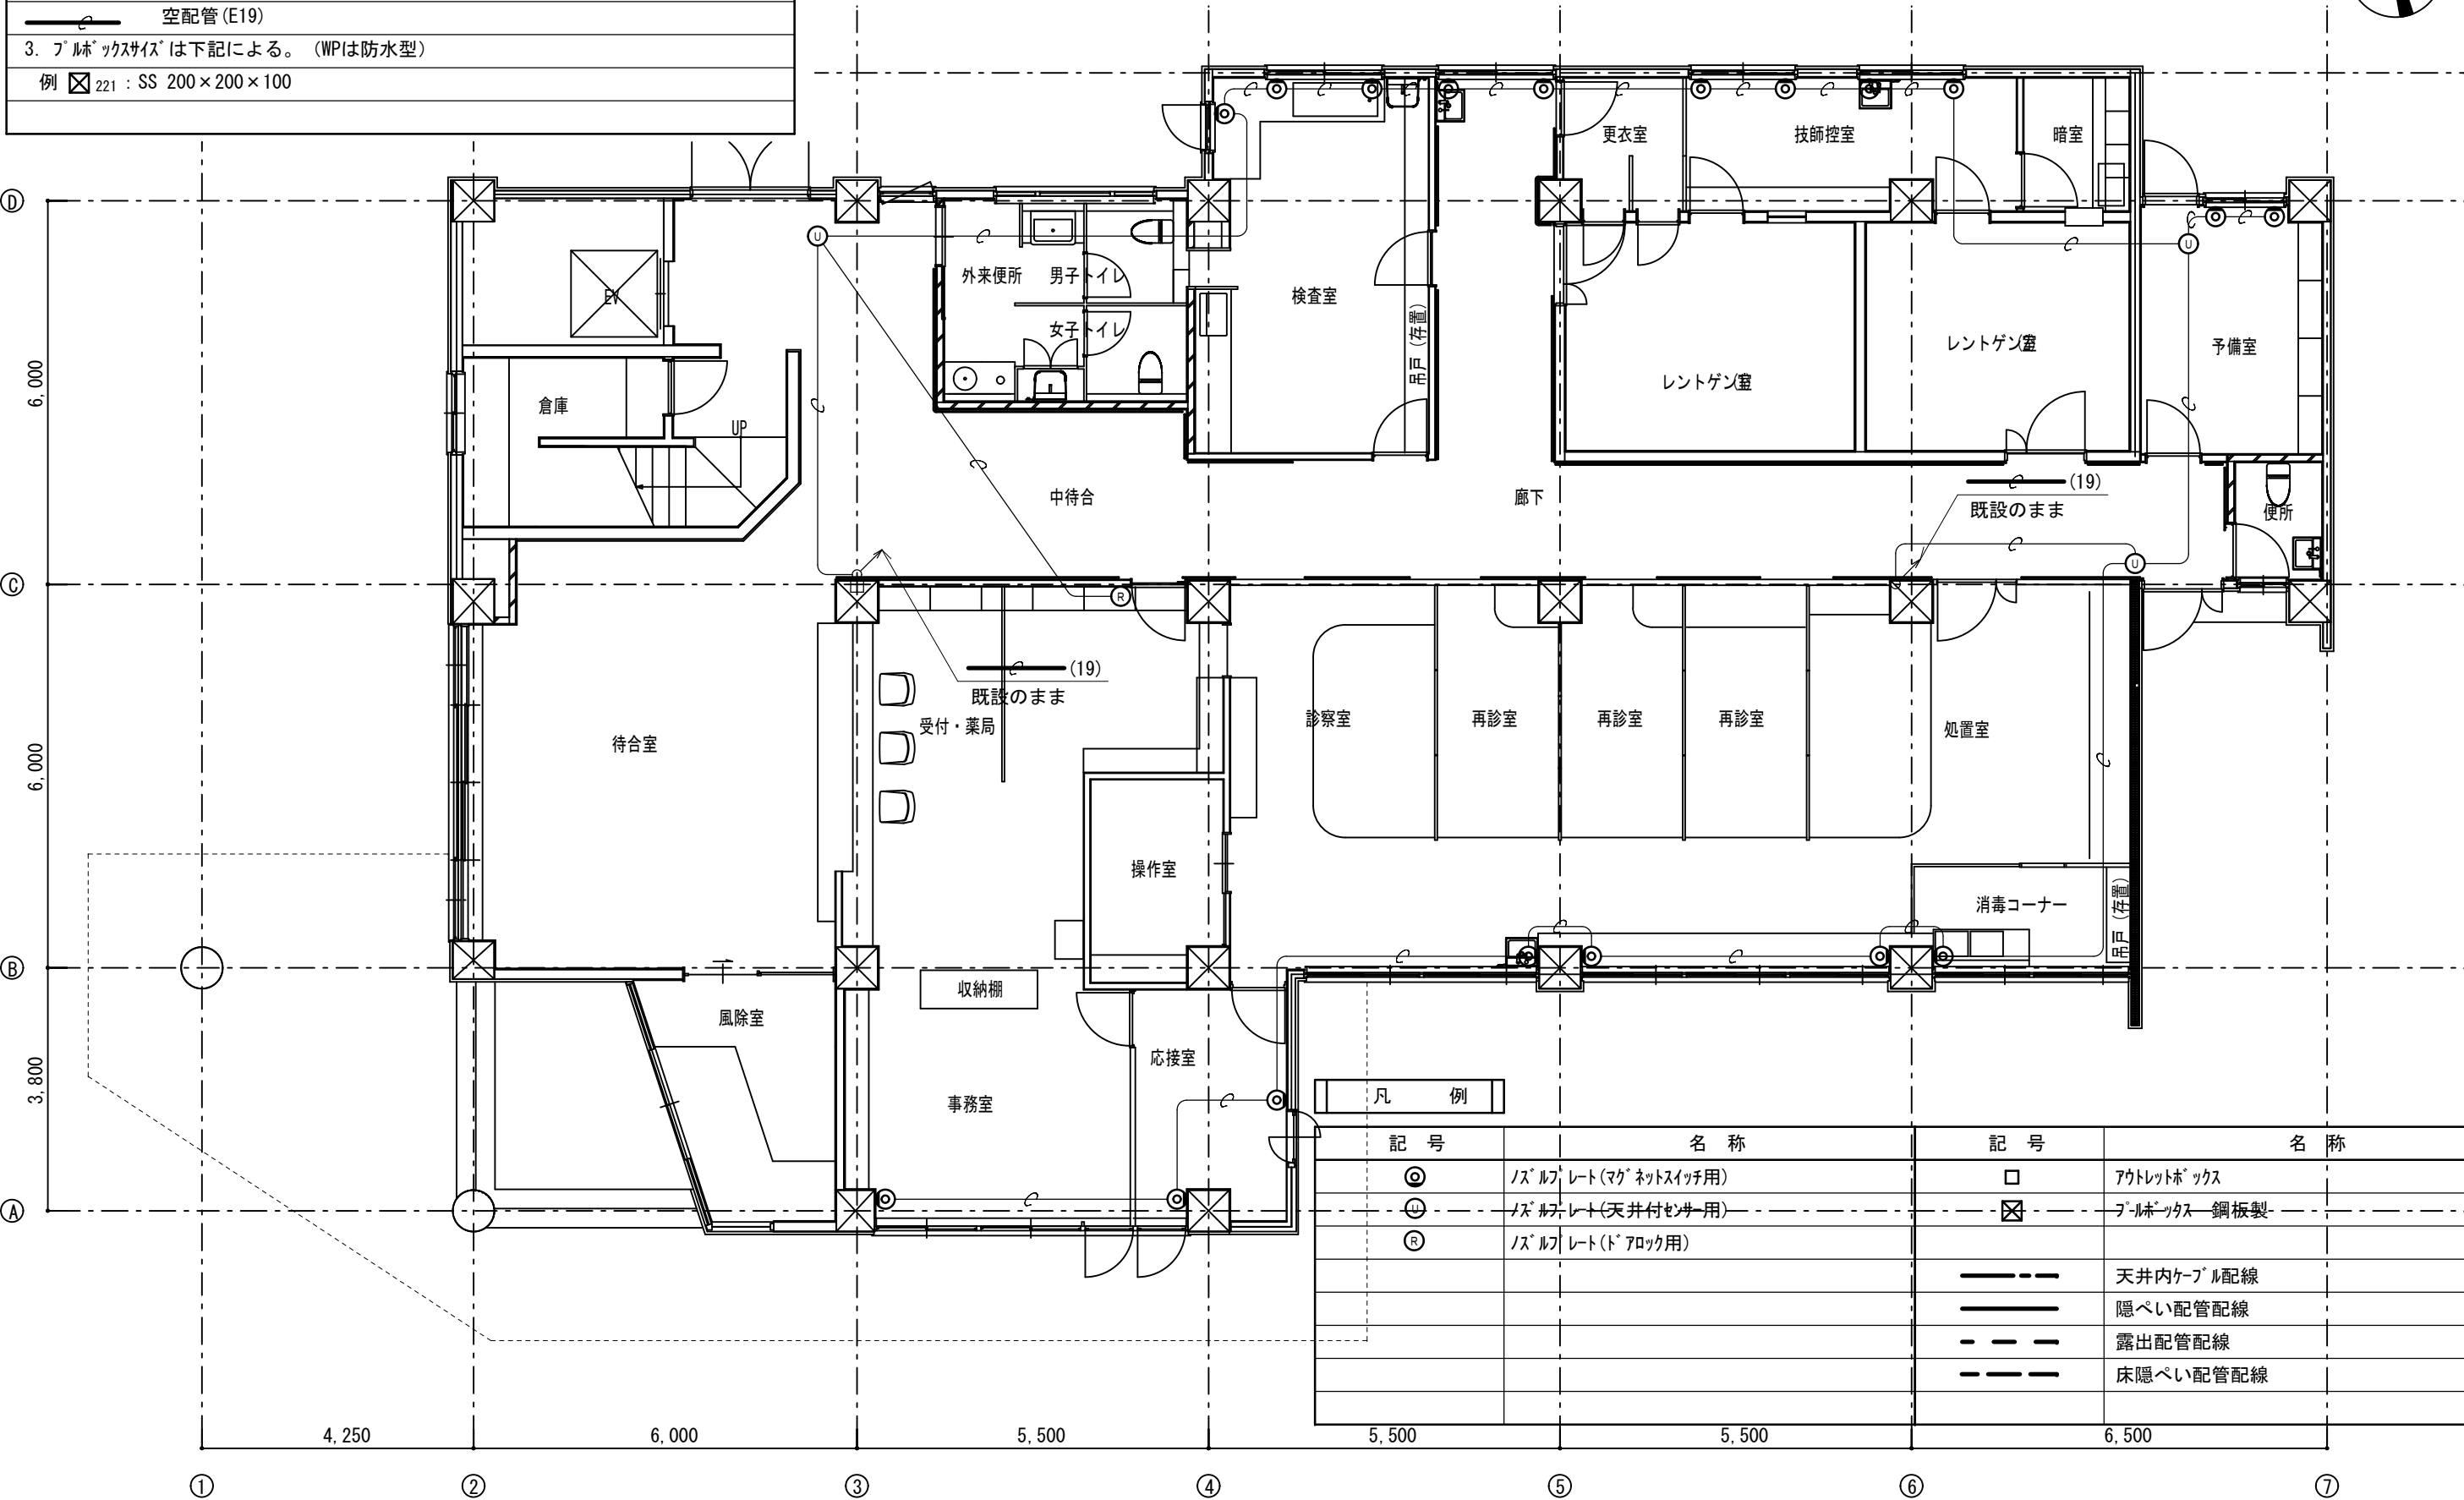 空配管(E19)
3. プルボックスサイズは下記による。 (WPは防水型)
例 221 : SS 200×200×100
更衣室
技師控室
暗室
D
U
U
外来便所
男子トイレ
EV
検査室
女子トイレ
吊戸(存置)
レントゲン室
予備室
レントゲン室
6,000
倉庫
UP
中待合
廊下
(19)
既設のまま
便所
C
U
R
(19)
既設のまま
受付・薬局
診察室
再診室
再診室
再診室
処置室
待合室
6,000
操作室
消毒コーナー
吊戸(存置)
B
収納棚
風除室
応接室
3,800
事務室
凡 例
記 号 名 称 記 号 名 称
ノズルプレート(マグネットスイッチ用) アウトレットボックス
A
U ノズルプレート(天井付センサー用) プルボックス 鋼板製
R ノズルプレート(ドアロック用)
天井内ケーブル配線
隠ぺい配管配線
露出配管配線
床隠ぺい配管配線
4,250 6,000 5,500 5,500 5,500 6,500
1 2 3 4 5 6 7